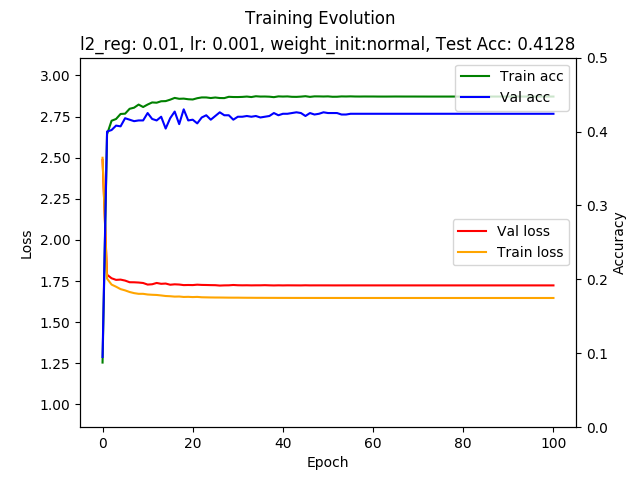 Training Evolution
l2_reg: 0.01, lr: 0.001, weight_init:normal, Test Acc: 0.4128
3.00
2.75
2.50
2.25
2.00
1.75
1.50
1.25
1.00
Loss
Train acc
Val acc
Val loss
Train loss
0.5
0.4
0.3
0.2
0.1
0.0
Accuracy
0 20 40 60 80 100
Epoch